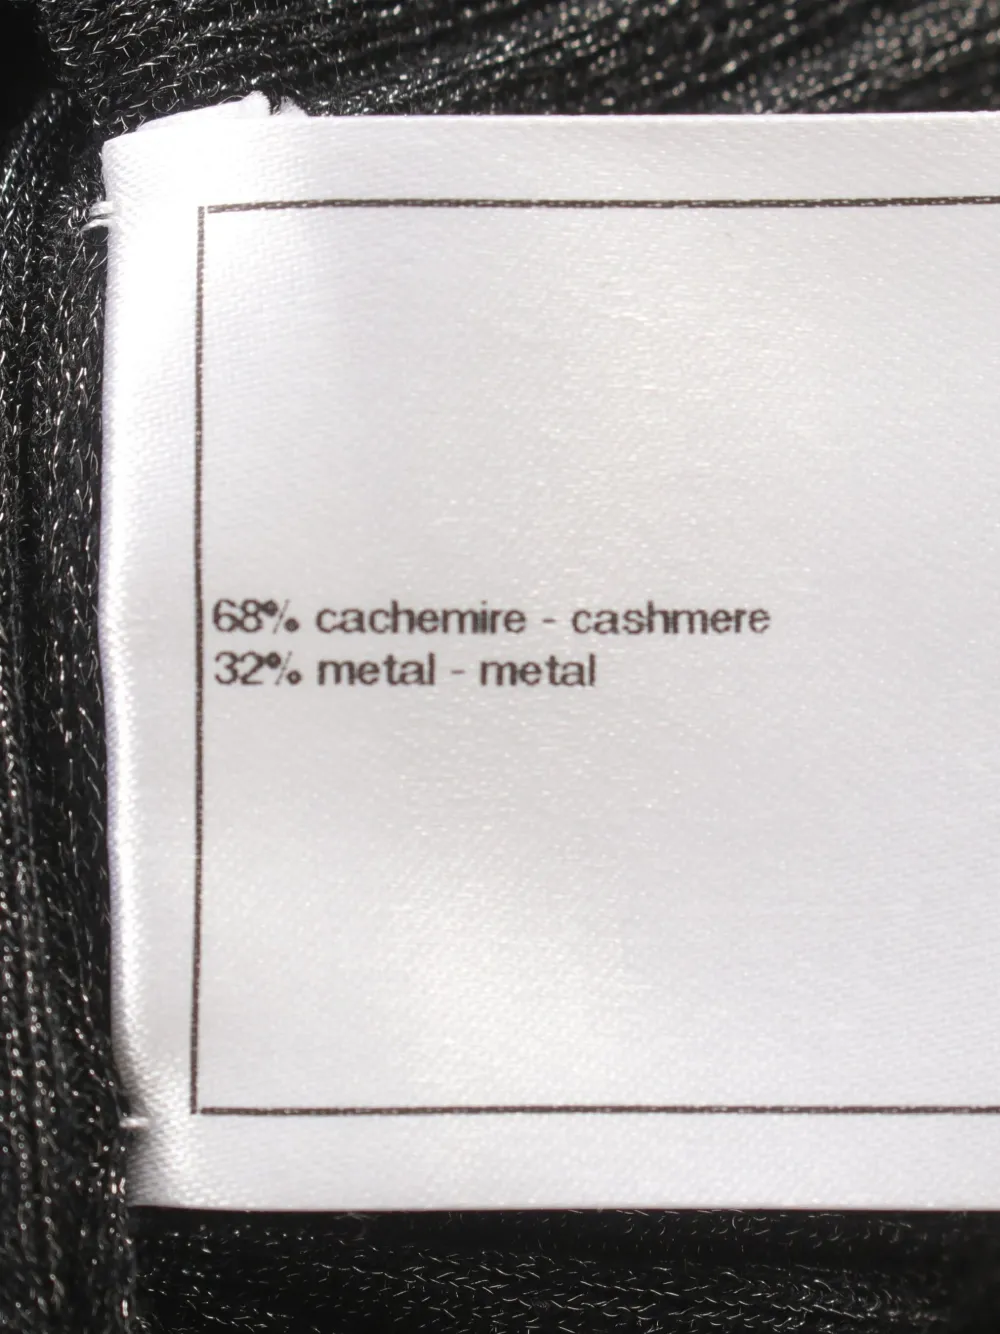 68% cachemire - cashmere
32% metal - metal